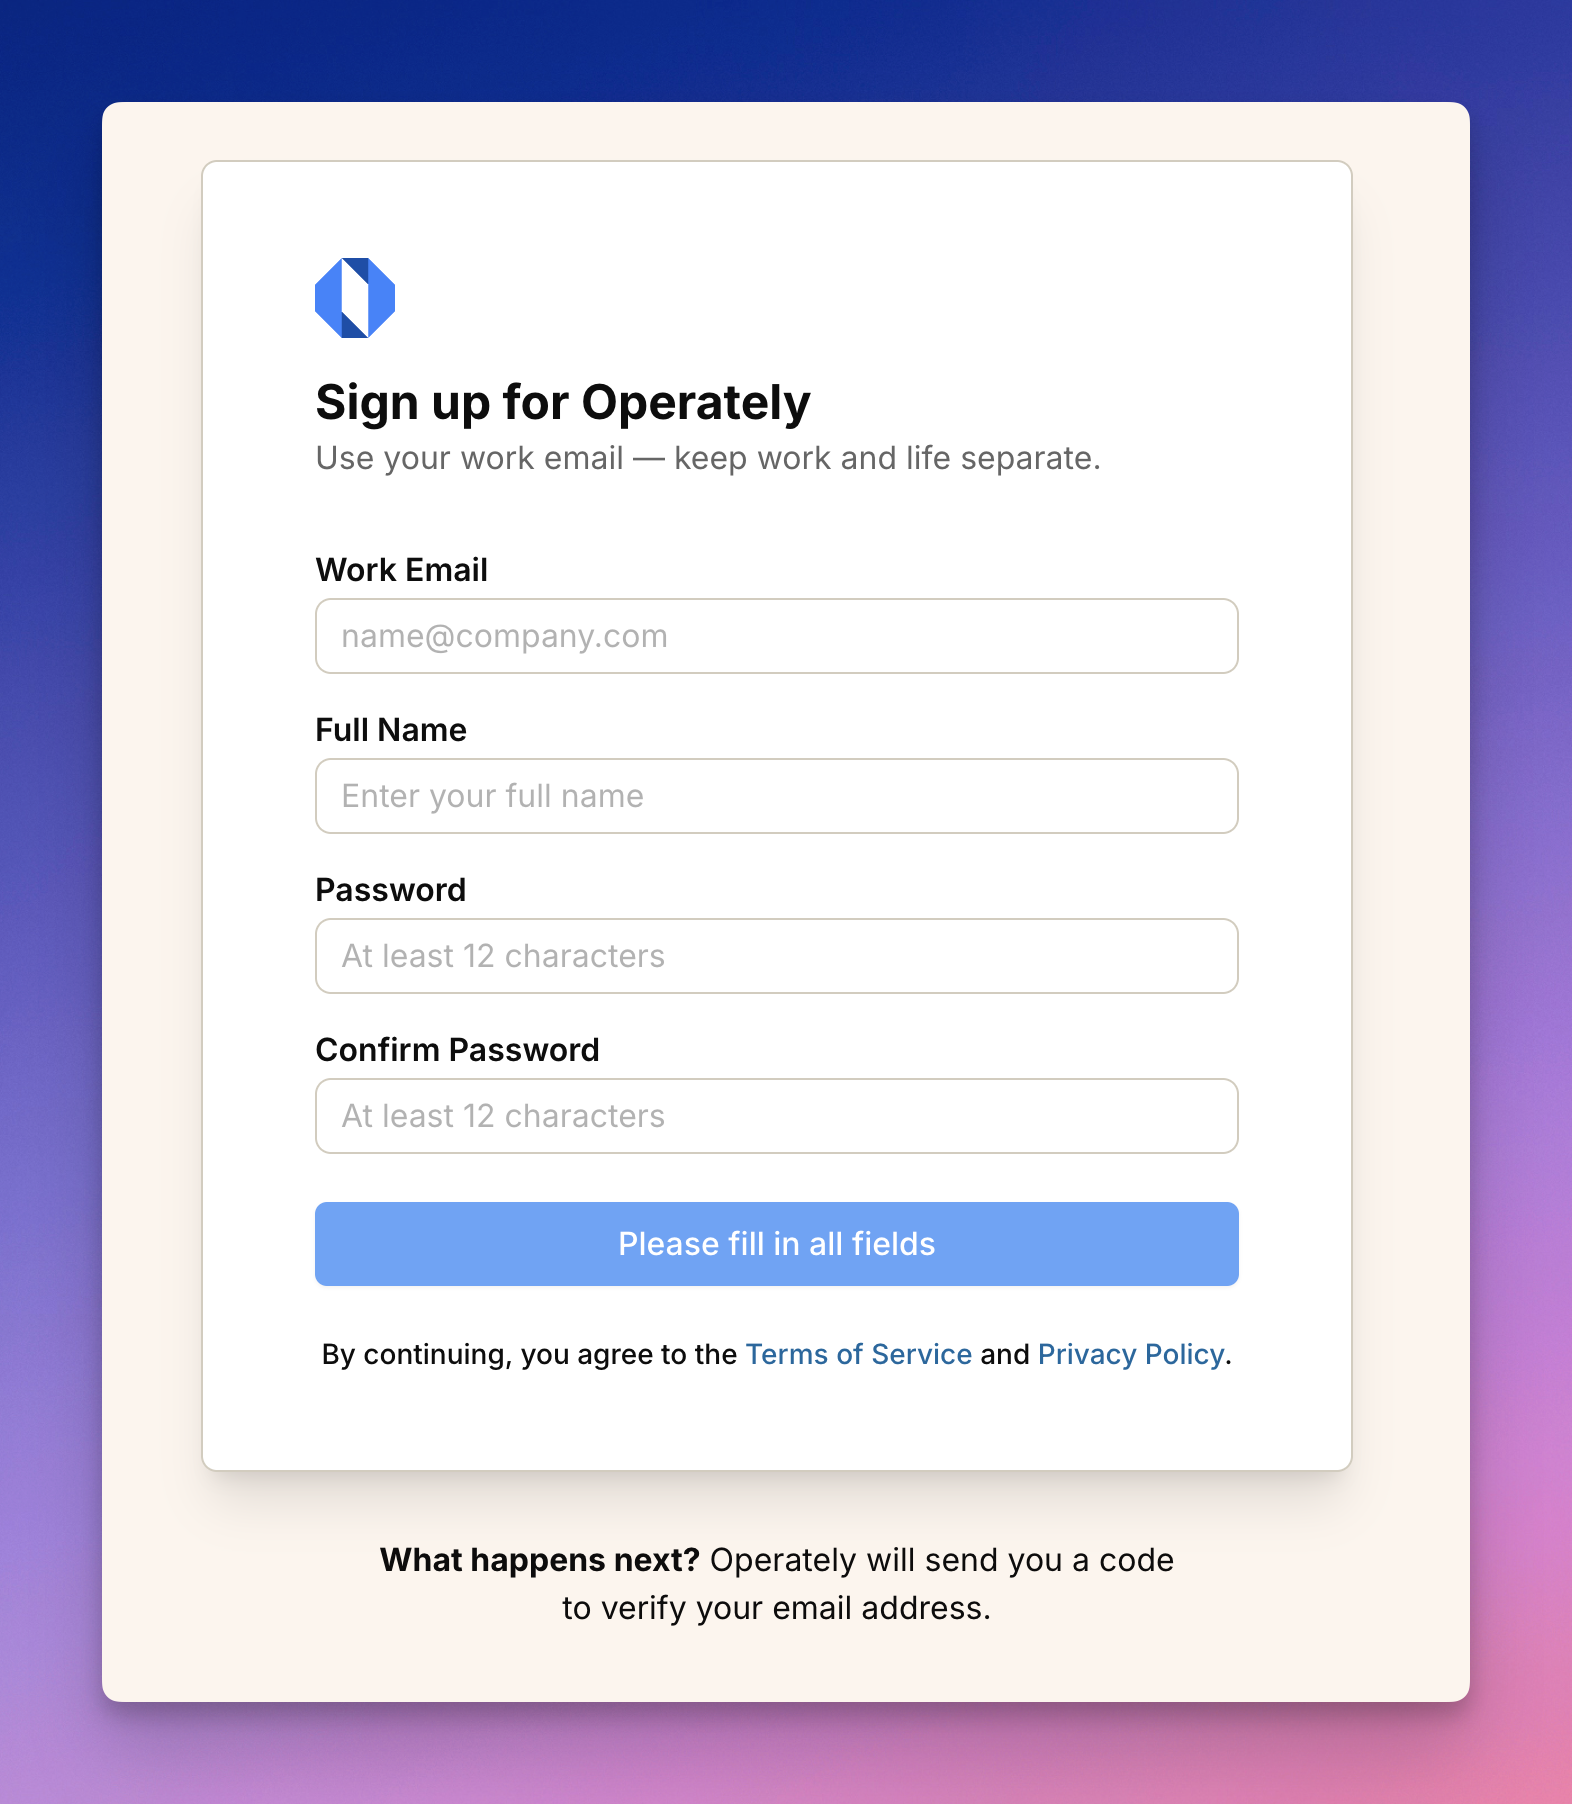 Sign up for Operately
Use your work email — keep work and life separate.
Work Email
name@company.com
Full Name
Enter your full name
Password
At least 12 characters
Confirm Password
At least 12 characters
Please fill in all fields
By continuing, you agree to the Terms of Service and Privacy Policy.
What happens next? Operately will send you a code
to verify your email address.